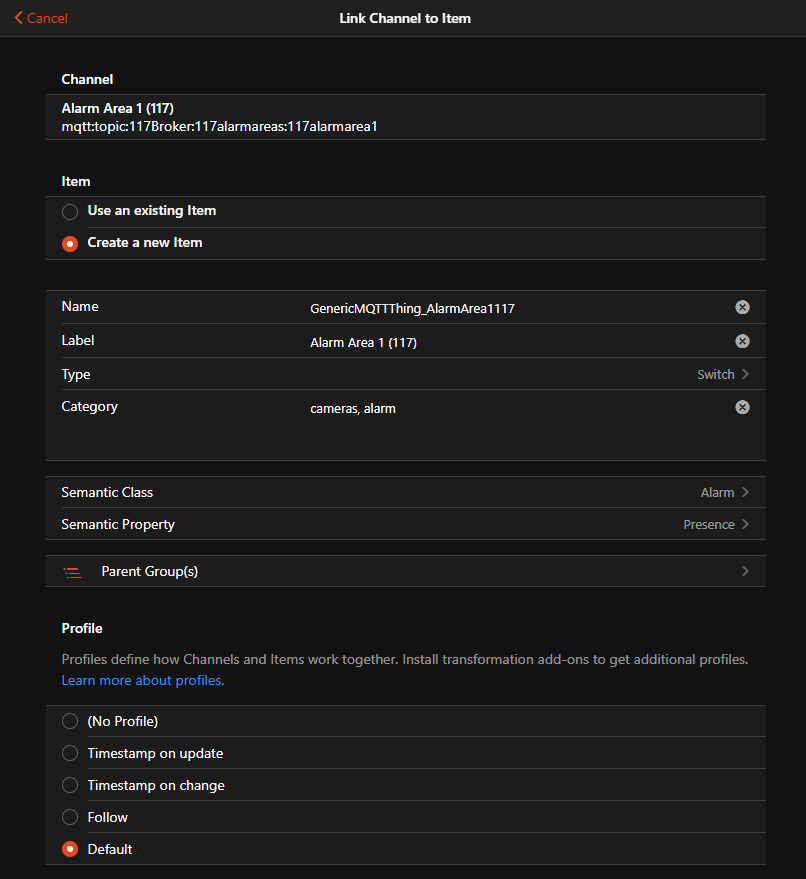 Cancel
Link Channel to Item
Channel
Alarm Area 1 (117)
mqtt:topic:117Broker:117alarmareas:117alarmarea1
Item
Use an existing Item
Create a new Item
Name GenericMQTTThing_AlarmArea1117
Label Alarm Area 1 (117)
Type Switch
Category cameras, alarm
Semantic Class Alarm
Semantic Property Presence
Parent Group(s)
Profile
Profiles define how Channels and Items work together. Install transformation add-ons to get additional profiles.
Learn more about profiles.
(No Profile)
Timestamp on update
Timestamp on change
Follow
Default